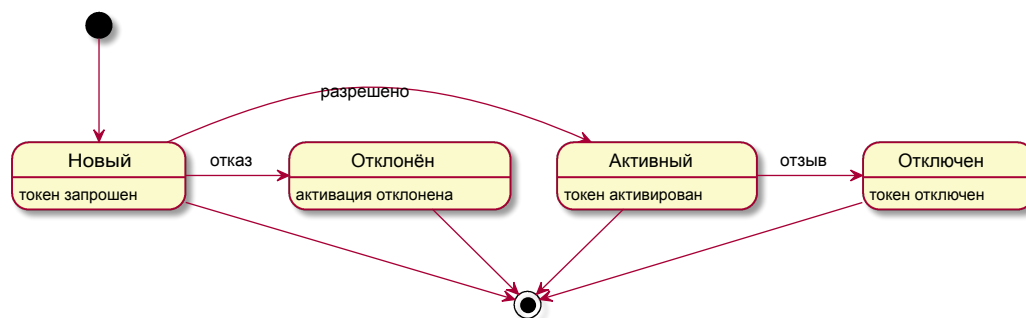 разрешено
Новый
отказ
Отклонён
Активный
отзыв
Отключен
токен запрошен
активация отклонена
токен активирован
токен отключен